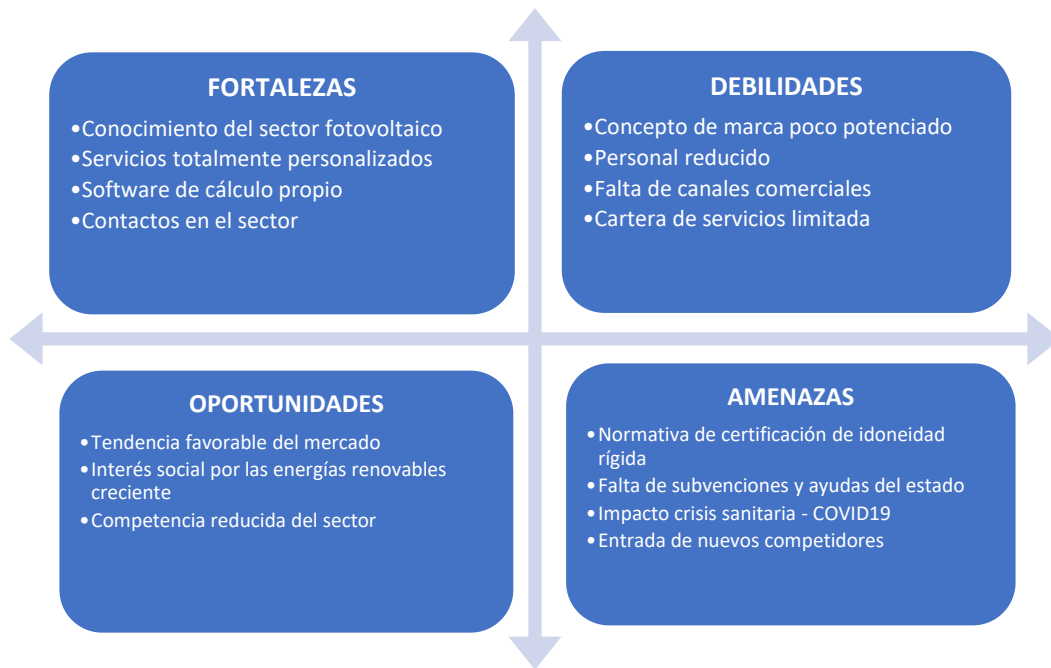 FORTALEZAS
•Conocimiento del sector fotovoltaico
•Servicios totalmente personalizados
•Software de cálculo propio
•Contactos en el sector
DEBILIDADES
•Concepto de marca poco potenciado
•Personal reducido
•Falta de canales comerciales
•Cartera de servicios limitada
OPORTUNIDADES
•Tendencia favorable del mercado
•Interés social por las energías renovables
creciente
•Competencia reducida del sector
AMENAZAS
•Normativa de certificación de idoneidad
rígida
•Falta de subvenciones y ayudas del estado
•Impacto crisis sanitaria - COVID19
•Entrada de nuevos competidores